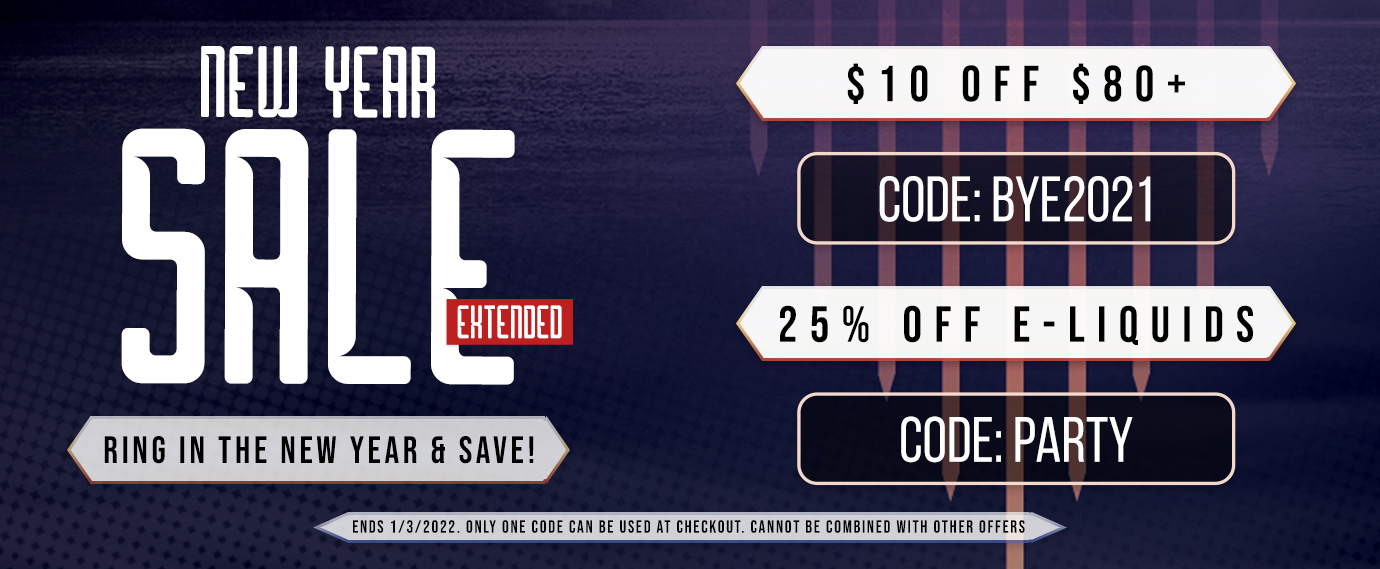 NEW YEAR
SALE
EXTENDED
RING IN THE NEW YEAR & SAVE!
$10 OFF $80+
CODE: BYE2021
25% OFF E-LIQUIDS
CODE: PARTY
ENDS 1/3/2022. ONLY ONE CODE CAN BE USED AT CHECKOUT. CANNOT BE COMBINED WITH OTHER OFFERS